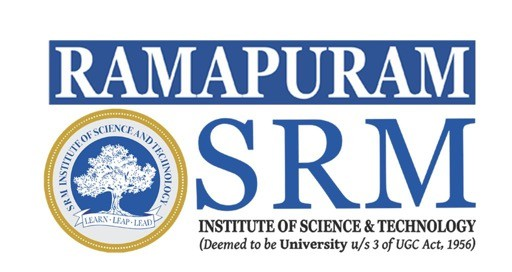 RAMAPURAM
SRM INSTITUTE OF SCIENCE AND TECHNOLOGY
LEARN · LEAP · LEAD
SRM
INSTITUTE OF SCIENCE & TECHNOLOGY
(Deemed to be University u/s 3 of UGC Act, 1956)